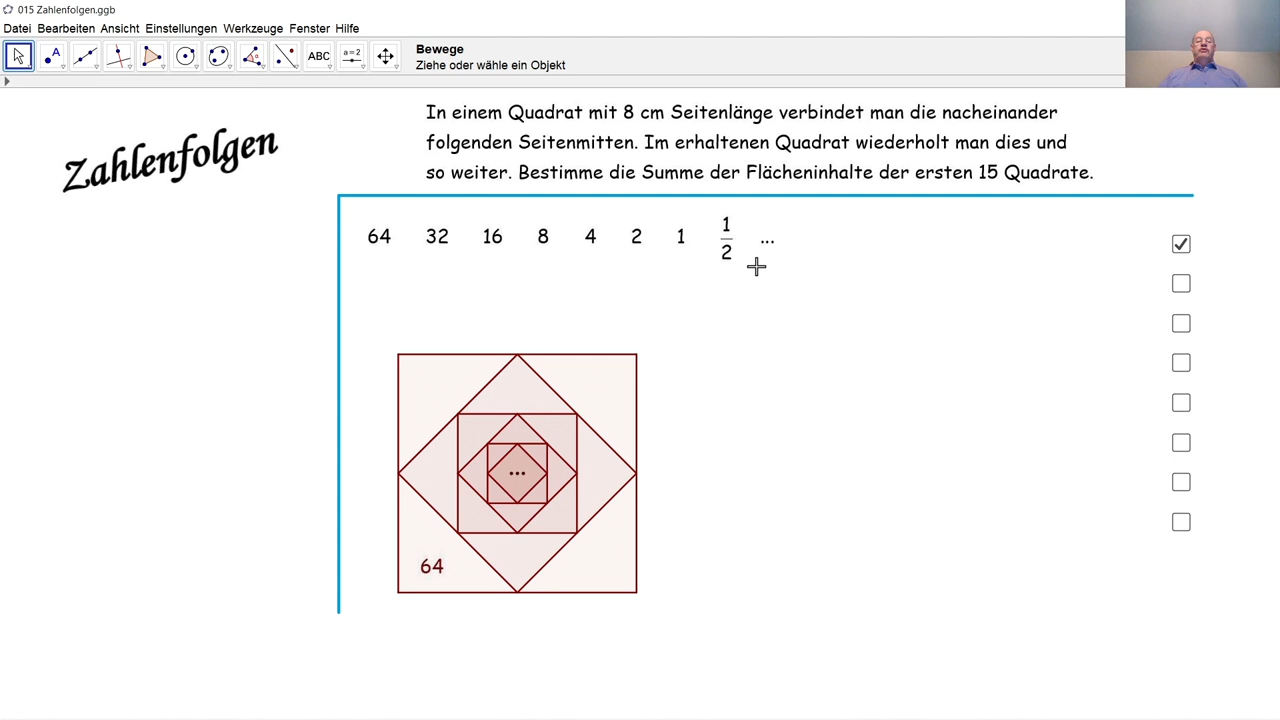 015 Zahlenfolgen.ggb
Datei Bearbeiten Ansicht Einstellungen Werkzeuge Fenster Hilfe
A
ABC
a=2
Bewege
Ziehe oder wähle ein Objekt
Zahlenfolgen
In einem Quadrat mit 8 cm Seitenlänge verbindet man die nacheinander
folgenden Seitenmitten. Im erhaltenen Quadrat wiederholt man dies und
so weiter. Bestimme die Summe der Flächeninhalte der ersten 15 Quadrate.
64 32 16 8 4 2 1 1/2 ...
...
64